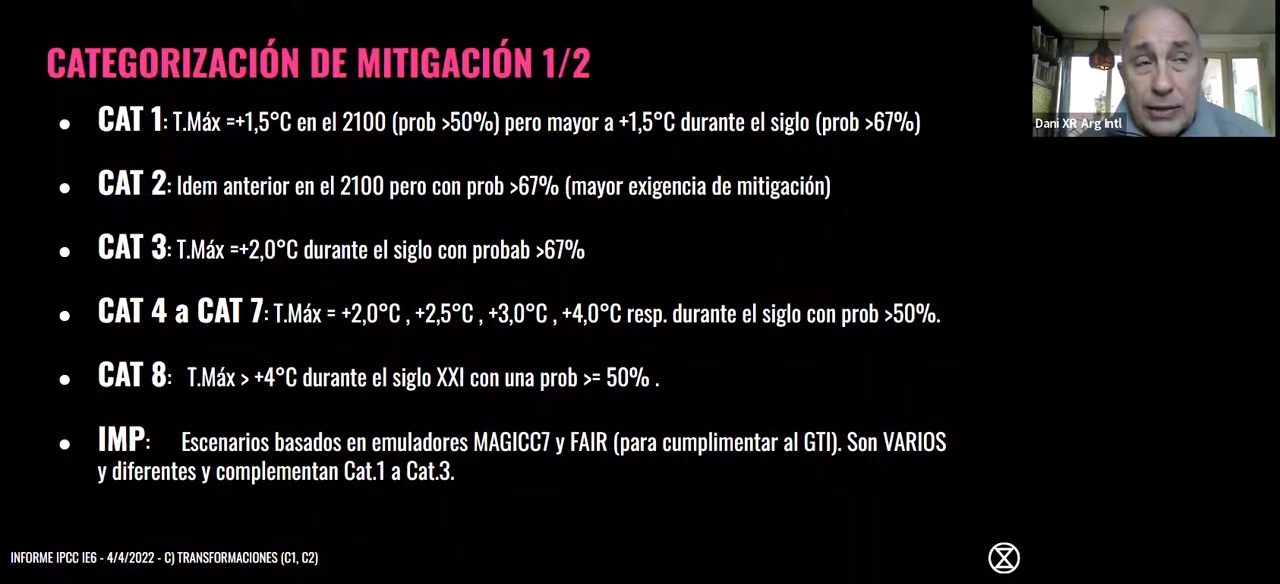 CATEGORIZACIÓN DE MITIGACIÓN 1/2
CAT 1: T.Máx =+1,5°C en el 2100 (prob >50%) pero mayor a +1,5°C durante el siglo (prob >67%)
CAT 2: Idem anterior en el 2100 pero con prob >67% (mayor exigencia de mitigación)
CAT 3: T.Máx =+2,0°C durante el siglo con probab >67%
CAT 4 a CAT 7: T.Máx = +2,0°C , +2,5°C , +3,0°C , +4,0°C resp. durante el siglo con prob >50%.
CAT 8: T.Máx > +4°C durante el siglo XXI con una prob >= 50% .
IMP: Escenarios basados en emuladores MAGICC7 y FAIR (para cumplimentar al GTI). Son VARIOS
y diferentes y complementan Cat.1 a Cat.3.
INFORME IPCC IE6 - 4/4/2022 - C) TRANSFORMACIONES (C1, C2)
Dani XR Arg Intl